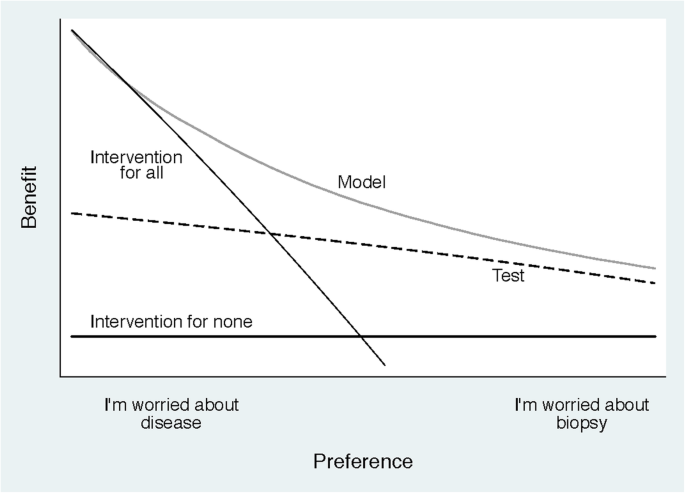 Benefit
Intervention
for all
Model
Test
Intervention for none
I'm worried about
disease
I'm worried about
biopsy
Preference